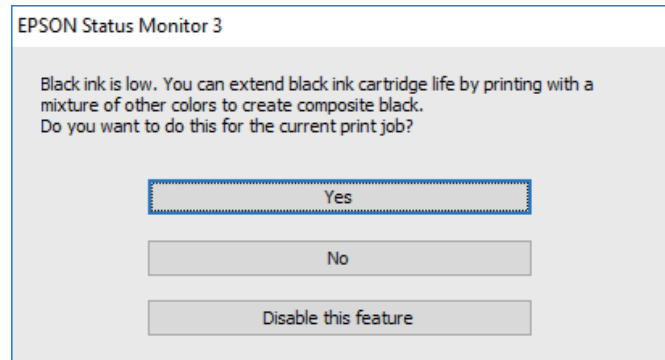 EPSON Status Monitor 3
Black ink is low. You can extend black ink cartridge life by printing with a
mixture of other colors to create composite black.
Do you want to do this for the current print job?
Yes
No
Disable this feature